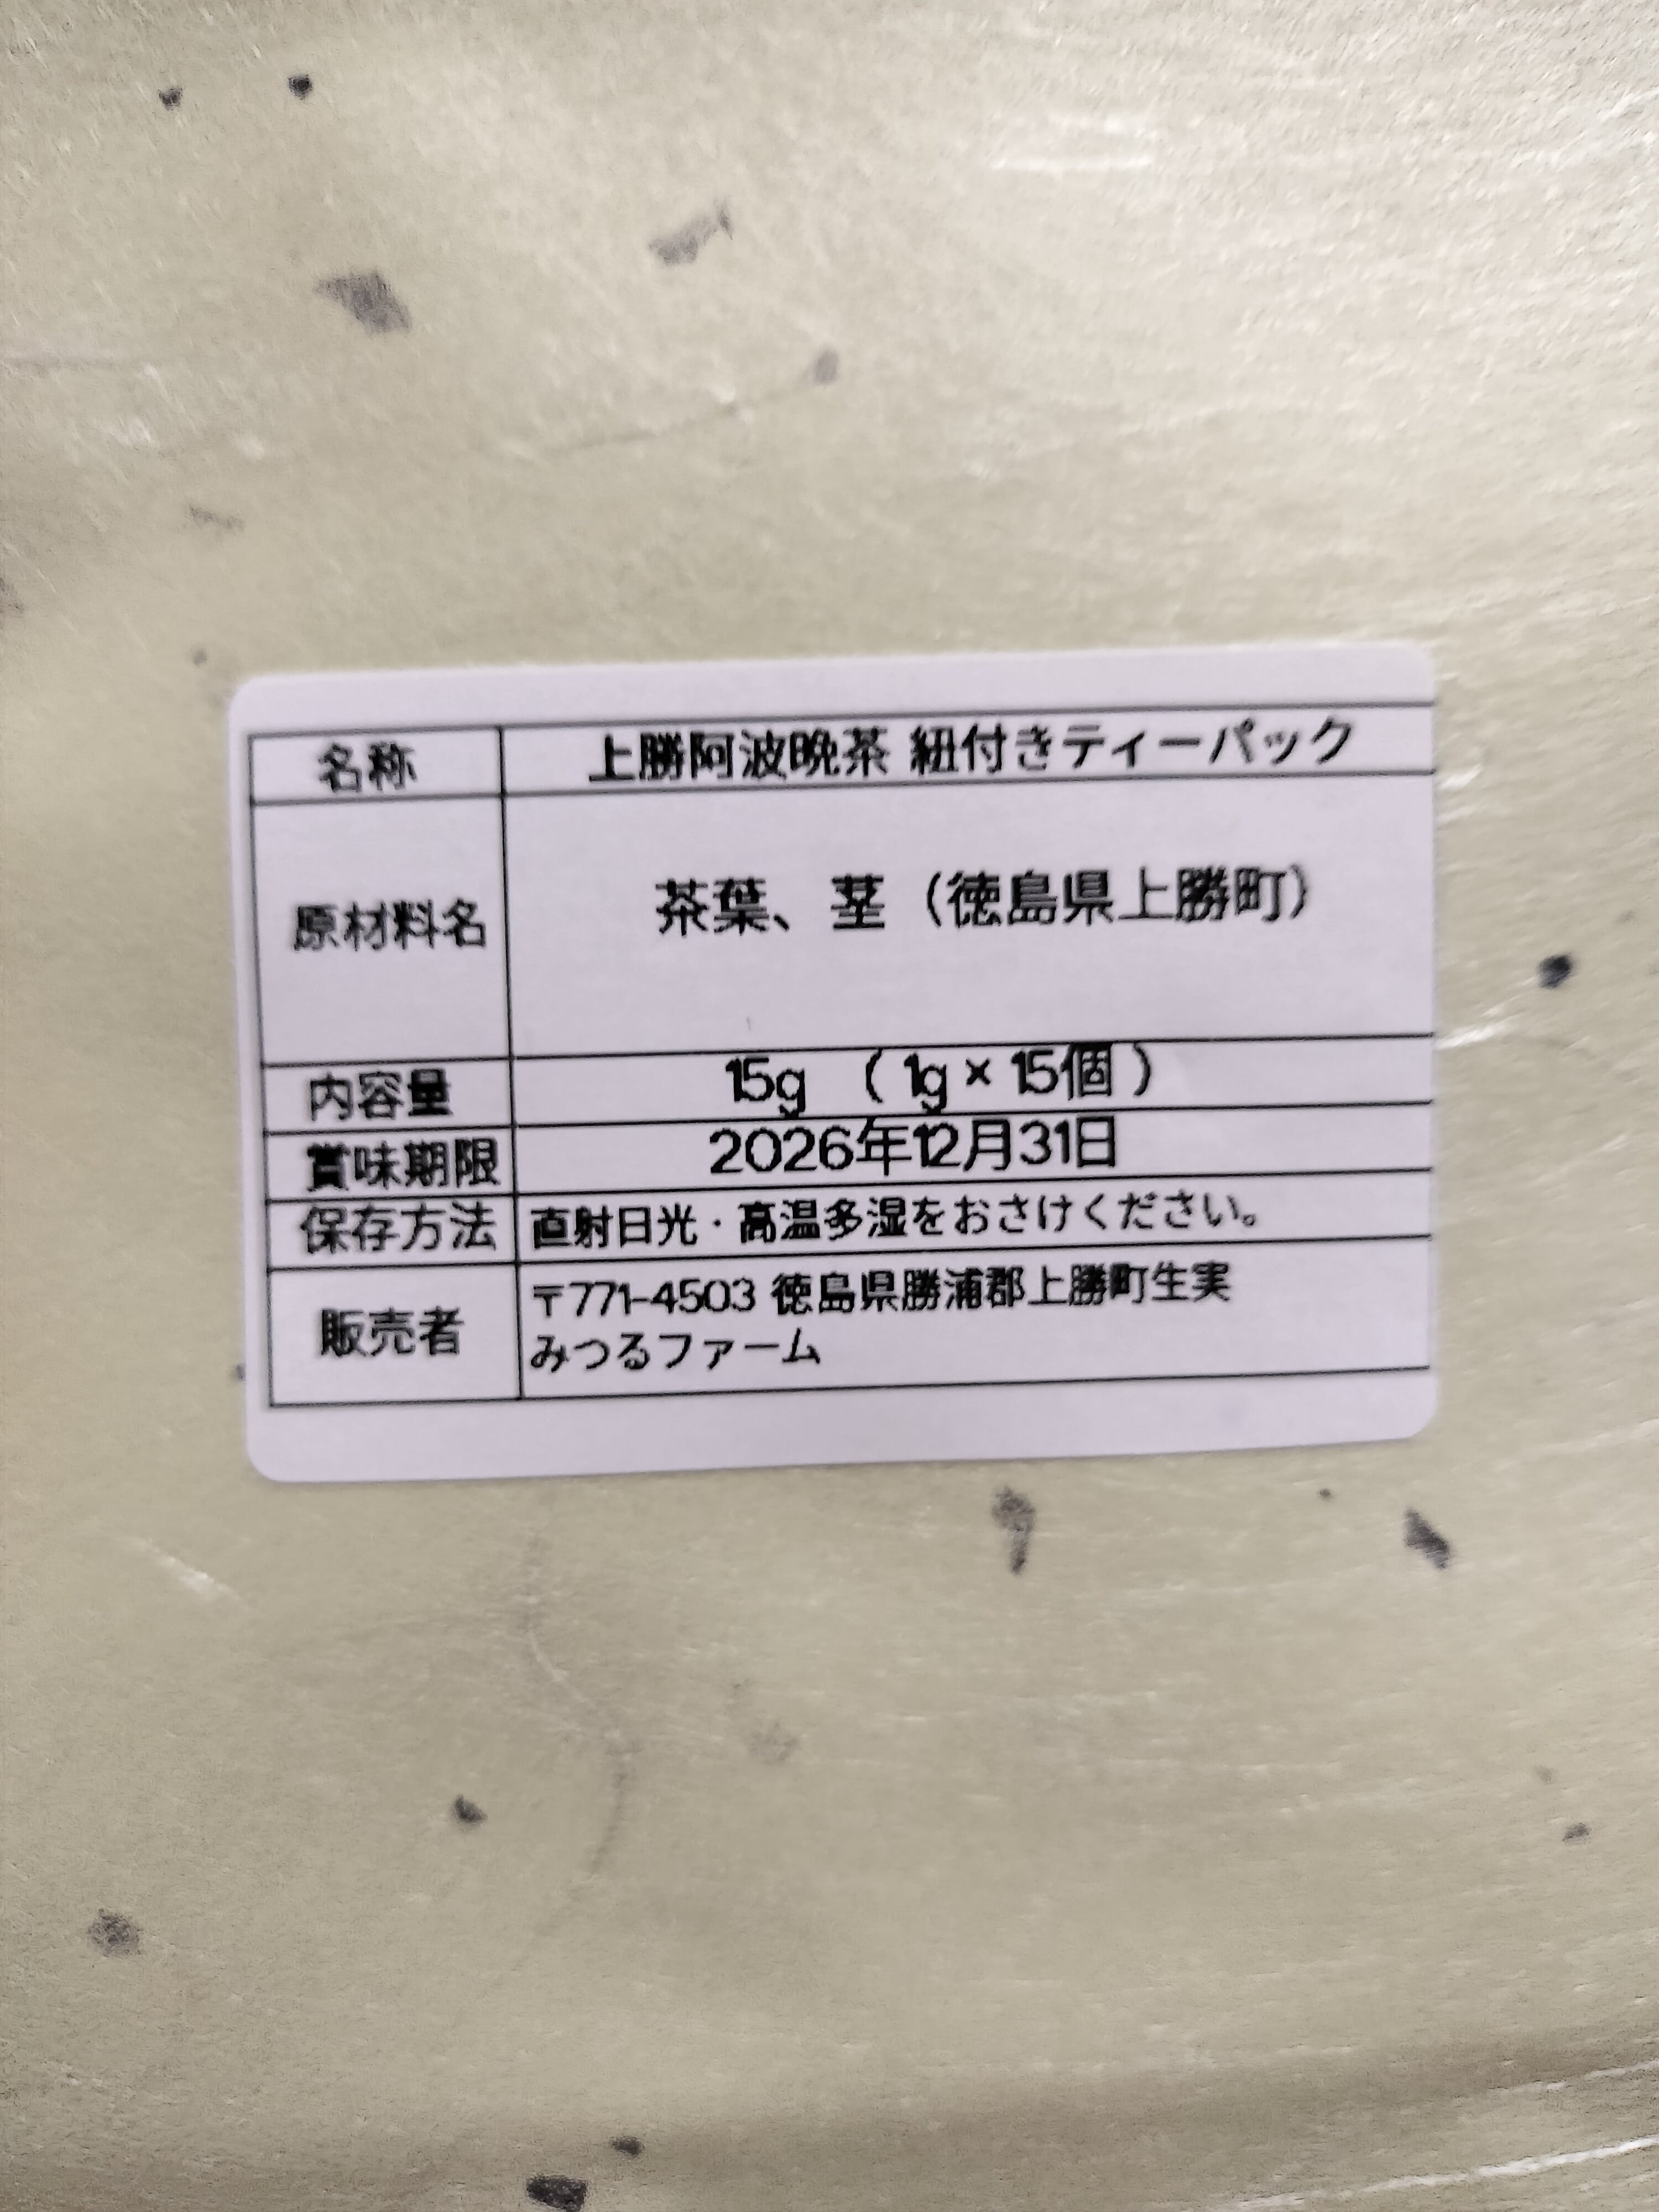 名称 上勝阿波晩茶 紐付きティーパック
原材料名 茶葉、茎（徳島県上勝町）
内容量 15g （ 1g × 15個 ）
賞味期限 2026年12月31日
保存方法 直射日光・高温多湿をおさけください。
販売者 〒771-4503 徳島県勝浦郡上勝町生実
みつるファーム